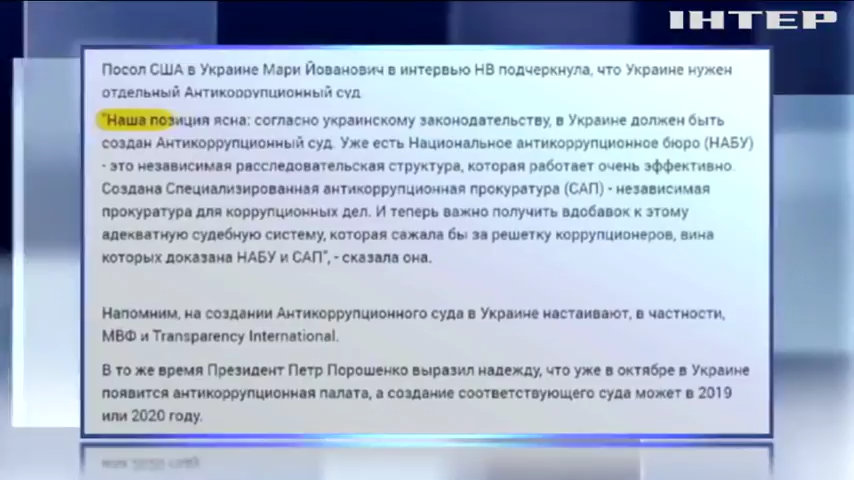 ІНТЕР
Посол США в Украине Мари Йованович в интервью НВ подчеркнула, что Украине нужен
отдельный Антикоррупционный суд
"Наша позиция ясна: согласно украинскому законодательству, в Украине должен быть
создан Антикоррупционный суд. Уже есть Национальное антикоррупционное бюро (НАБУ)
- это независимая расследовательская структура, которая работает очень эффективно.
Создана Специализированная антикоррупционная прокуратура (САП) - независимая
прокуратура для коррупционных дел. И теперь важно получить вдобавок к этому
адекватную судебную систему, которая сажала бы за решетку коррупционеров, вина
которых доказана НАБУ и САП", - сказала она.
Напомним, на создании Антикоррупционного суда в Украине настаивают, в частности,
МВФ и Transparency International.
В то же время Президент Петр Порошенко выразил надежду, что уже в октябре в Украине
появится антикоррупционная палата, а создание соответствующего суда может в 2019
или 2020 году.